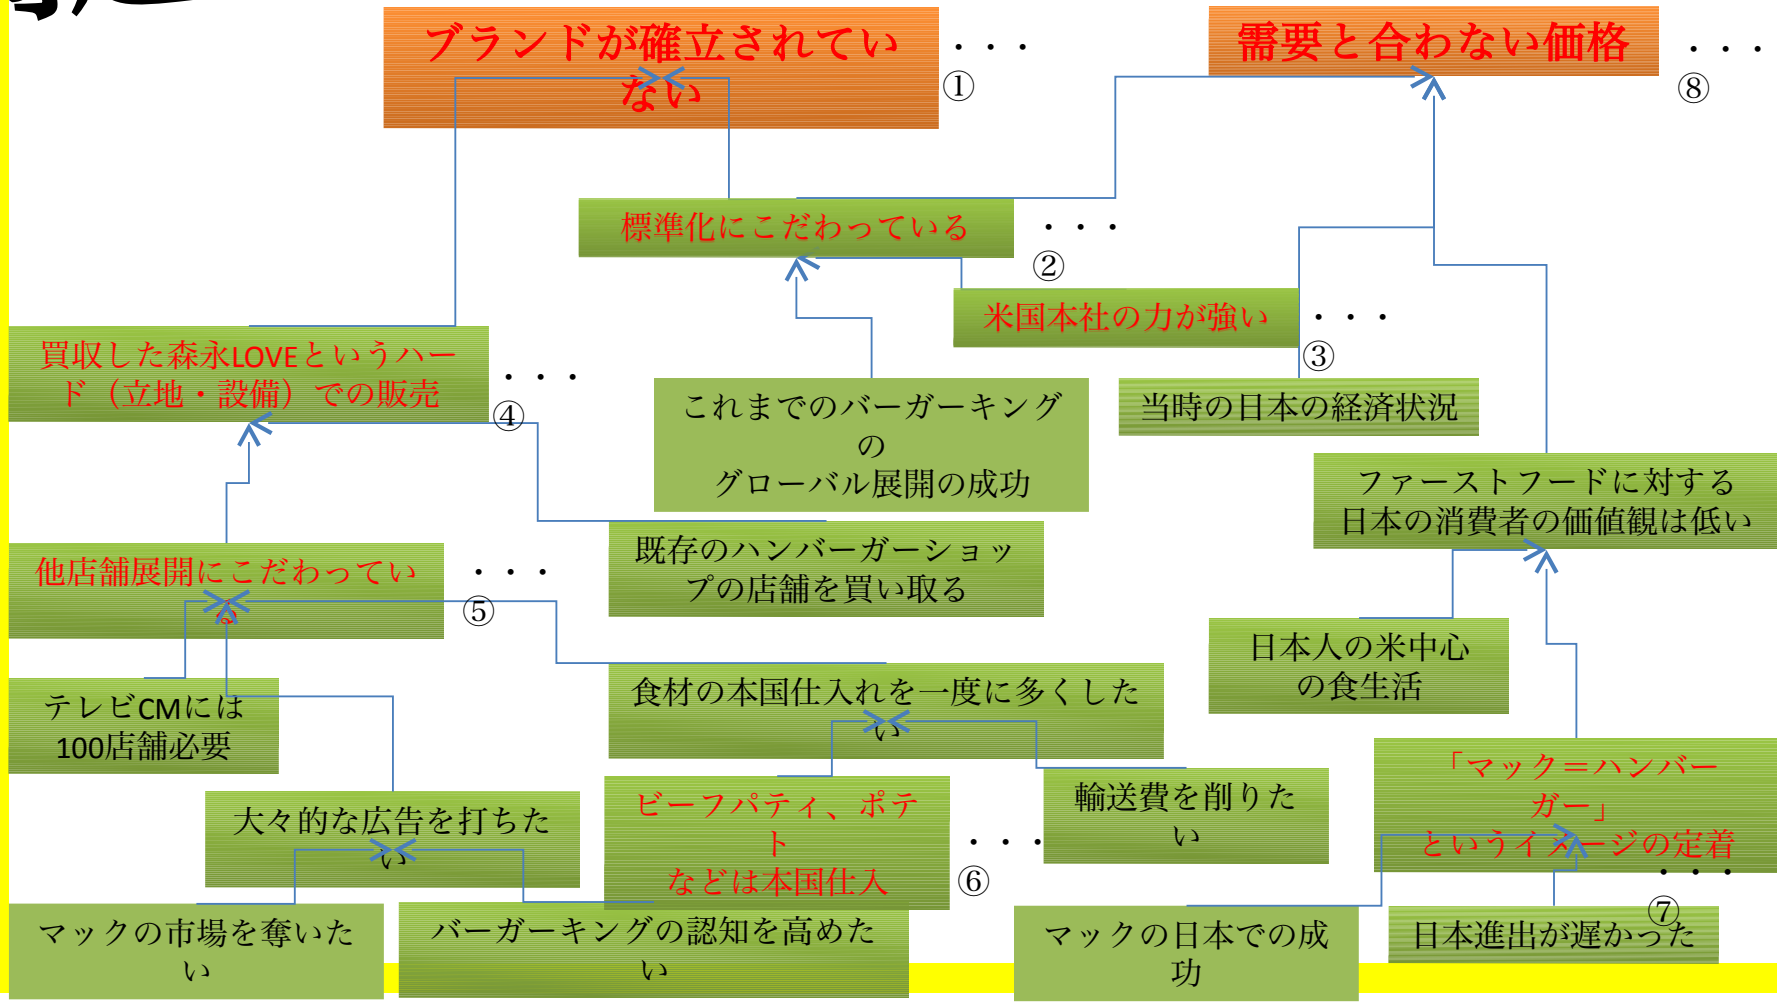 ブランドが確立されてい
ない
・・・
①
需要と合わない価格
・・・
⑧
標準化にこだわっている
・・・
②
米国本社の力が強い
・・・
③
買収した森永LOVEというハー
ド（立地・設備）での販売
・・・
④
これまでのバーガーキング
の
グローバル展開の成功
当時の日本の経済状況
ファーストフードに対する
日本の消費者の価値観は低い
既存のハンバーガーショッ
プの店舗を買い取る
他店舗展開にこだわってい
る
・・・
⑤
日本人の米中心
の食生活
食材の本国仕入れを一度に多くした
い
テレビCMには
100店舗必要
「マック＝ハンバー
ガー」
というイメージの定着
・・・
⑦
大々的な広告を打ちた
い
ビーフパティ、ポテ
ト
などは本国仕入
・・・
⑥
輸送費を削りた
い
マックの市場を奪いた
い
バーガーキングの認知を高めた
い
マックの日本での成
功
日本進出が遅かった